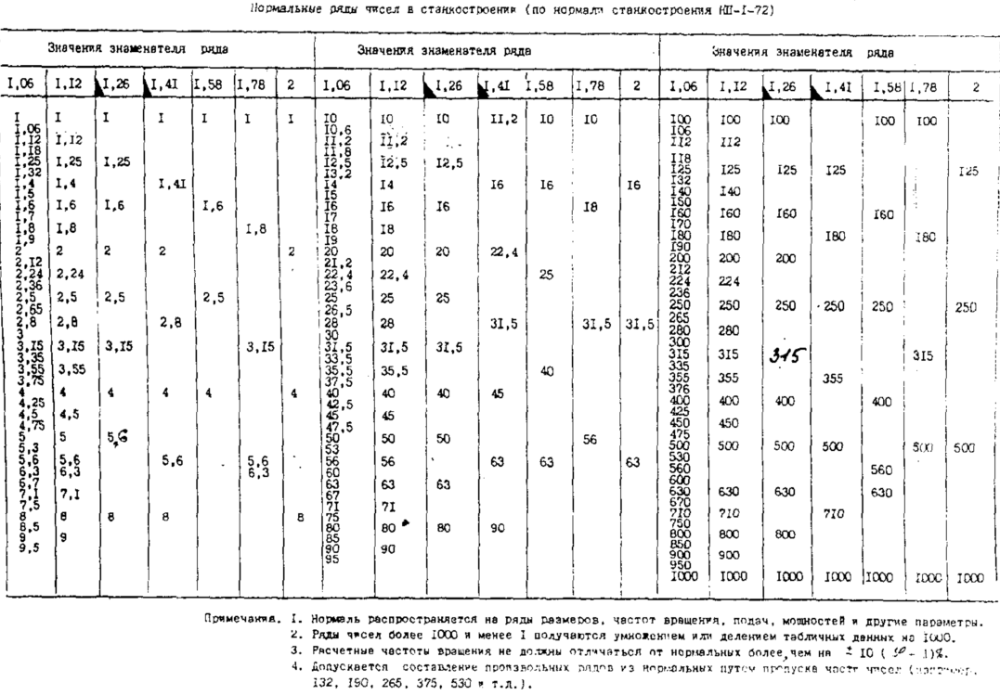 Нормальные ряды чисел в станкостроении (по нормали станкостроения НШ-I-72)
Значения знаменателя ряда
I,06 I,I2 I,26 I,4I I,58 I,78 2
I I I I I I I
I,06
I,I2 I,I2
I,I8
I,25 I,25 I,25
I,32
I,4 I,4 I,4I
I,5
I,6 I,6 I,6 I,6
I,7
I,8 I,8 I,8
I,9
2 2 2 2 2
2,I2
2,24 2,24
2,36
2,5 2,5 2,5 2,5
2,65
2,8 2,8 2,8
3
3,I5 3,I5 3,I5 3,I5
3,35
3,55 3,55
3,75
4 4 4 4 4 4
4,25
4,5 4,5
4,75
5 5 5,6
5,3
5,6 5,6 5,6 5,6
6,3 6,3 6,3
6,7
7,I 7,I
7,5
8 8 8 8 8
8,5
9 9
9,5
Значения знаменателя ряда
I,06 I,I2 I,26 I,4I I,58 I,78 2
I0 I0 I0 II,2 I0 I0
I0,6
II,2 II,2
II,8
I2,5 I2,5 I2,5
I3,2
I4 I4 I6 I6 I6
I5
I6 I6 I6 I8
I7
I8 I8
I9
20 20 20 22,4
2I,2
22,4 22,4 25
23,6
25 25 25
26,5
28 28 3I,5 3I,5 3I,5
30
3I,5 3I,5 3I,5
33,5
35,5 35,5 40
37,5
40 40 40 45
42,5
45 45
47,5
50 50 50 56
53
56 56 63 63 63
60
63 63 63
67
7I 7I
75
80 80 80 90
85
90 90
95
Значения знаменателя ряда
I,06 I,I2 I,26 I,4I I,58 I,78 2
I00 I00 I00 I00 I00
I06
II2 II2
II8
I25 I25 I25 I25 I25
I32
I40 I40
I50
I60 I60 I60 I60
I70
I80 I80 I80 I80
I90
200 200 200
2I2
224 224
236
250 250 250 250 250 250
265
280 280
300
3I5 3I5 315 3I5
335
355 355 355
376
400 400 400 400
425
450 450
475
500 500 500 500 500 500
530
560 560
600
630 630 630 630
670
7I0 7I0 7I0
750
800 800 800
850
900 900
950
I000 I000 I000 I000 I000 I000 I000
Примечания. I. Нормаль распространяется на ряды размеров, частот вращения, подач, мощностей и другие параметры.
2. Ряды чисел более I000 и менее I получаются умножением или делением табличных данных на I000.
3. Расчетные частоты вращения не должны отличаться от нормальных более, чем на ± I0 ( φ - I)%.
4. Допускается составление произвольных рядов из нормальных путем пропуска части чисел (например,
I32, I90, 265, 375, 530 и т.д.).